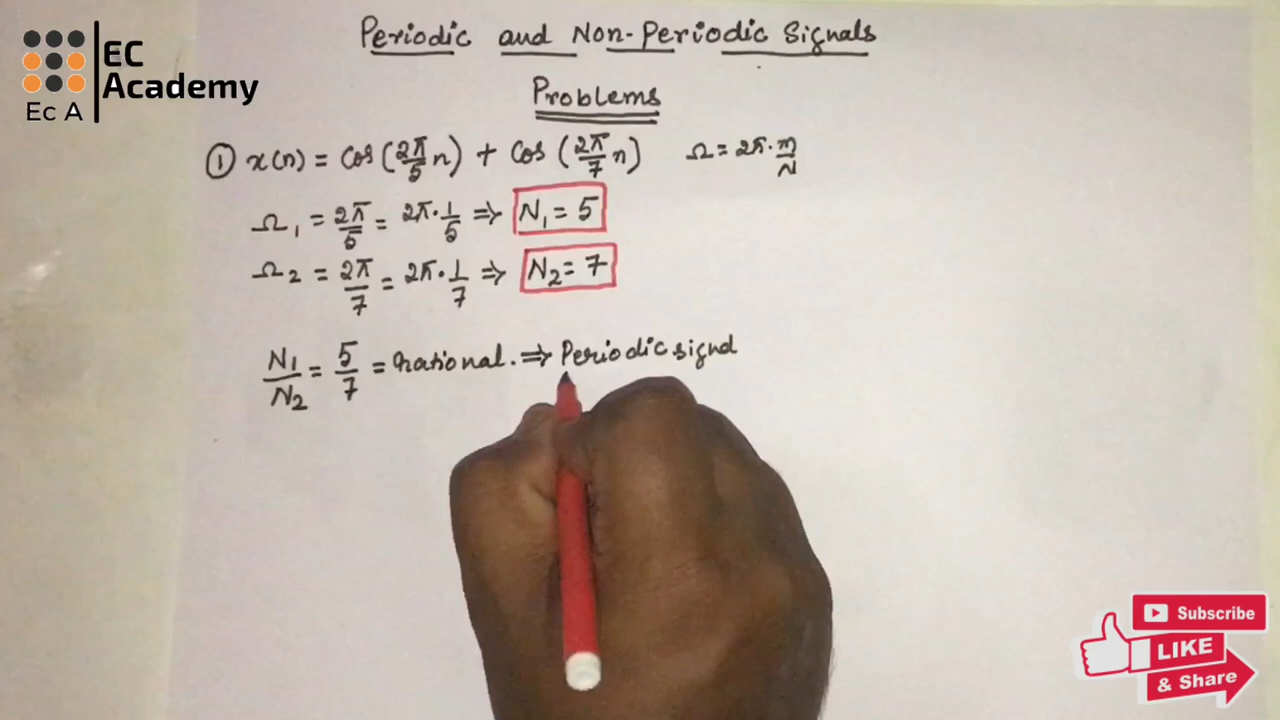 EC
Academy
Ec A
Periodic and Non-Periodic Signals
Problems
① x(n) = Cos(2π/5 n) + Cos(2π/7 n) Ω = 2π·m/N
Ω₁ = 2π/5 = 2π·1/5 ⇒ N₁ = 5
Ω₂ = 2π/7 = 2π·1/7 ⇒ N₂ = 7
N₁/N₂ = 5/7 = rational. ⇒ Periodic signal
Subscribe
LIKE
& Share